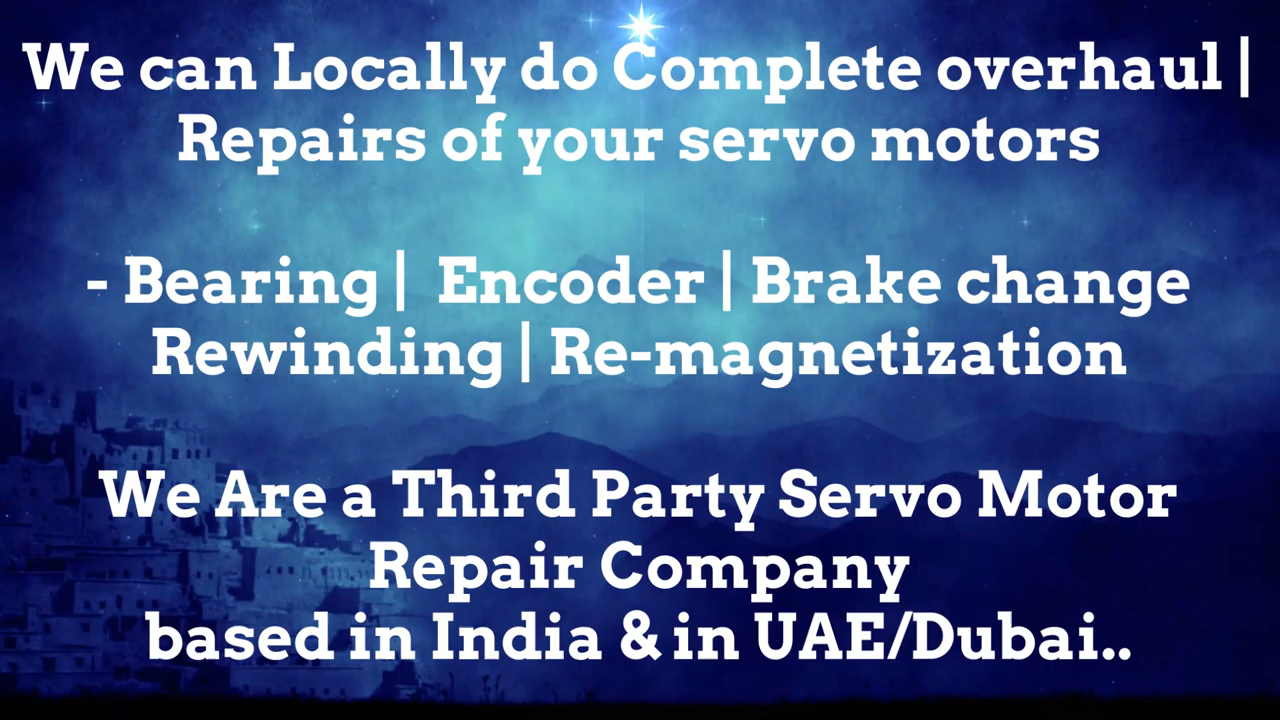 We can Locally do Complete overhaul |
Repairs of your servo motors
- Bearing | Encoder | Brake change
Rewinding | Re-magnetization
We Are a Third Party Servo Motor
Repair Company
based in India & in UAE/Dubai..